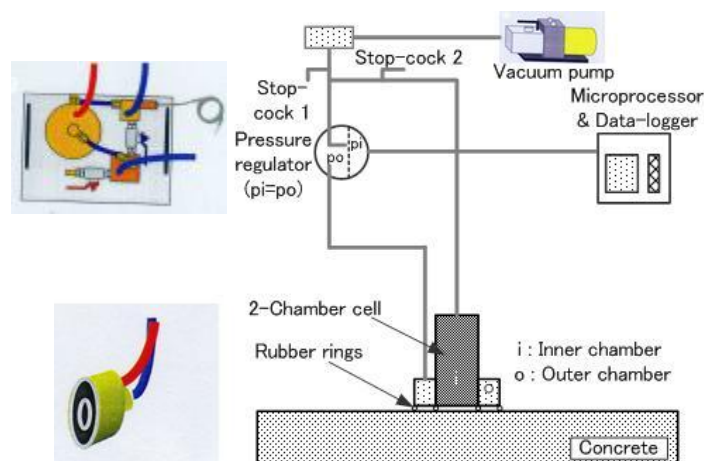 Stop-cock 2
Vacuum pump
Stop-
cock 1
Microprocessor
& Data-logger
Pressure
regulator
(pi=po)
pi
po
2-Chamber cell
Rubber rings
i : Inner chamber
o : Outer chamber
i
o
Concrete